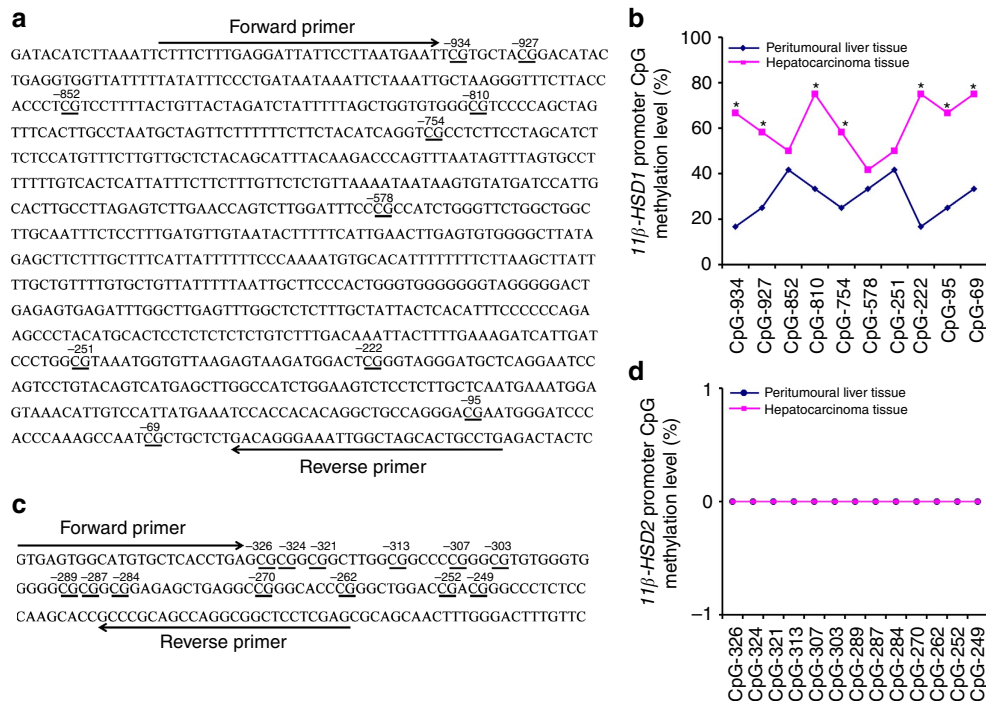 a
Forward primer
GATACATCTTAAATTCTTTCTTTGAGGATTATTCCTTAATGAATTCGTGCTACGGACATAC
−934 −927
TGAGGTGGTTATTTTTATATTTCCCTGATAATAAATTCTAAATTGCTAAGGGTTTCTTACC
ACCCTCGTCCTTTTACTGTTACTAGATCTATTTTTAGCTGGTGTGGGCGTCCCCAGCTAG
−852 −810
TTTCACTTGCCTAATGCTAGTTCTTTTTTCTTCTACATCAGGTCGCCTCTTCCTAGCATCT
−754
TCTCCATGTTTCTTGTTGCTCTACAGCATTTACAAGACCCAGTTTAATAGTTTAGTGCCT
TTTTTGTCACTCATTATTTCTTCTTTGTTCTCTGTTAAAATAATAAGTGTATGATCCATTG
CACTTGCCTTAGAGTCTTGAACCAGTCTTGGATTTCCCGCCATCTGGGTTCTGGCTGGC
−578
TTGCAATTTCTCCTTTGATGTTGTAATACTTTTTCATTGAACTTGAGTGTGGGGCTTATA
GAGCTTCTTTGCTTTCATTATTTTTTCCCAAAATGTGCACATTTTTTTTCTTAAGCTTATT
TTGCTGTTTTGTGCTGTTATTTTTAATTGCTTCCCACTGGGTGGGGGGGTAGGGGGACT
GAGAGTGAGATTTGGCTTGAGTTTGGCTCTCTTTGCTATTACTCACATTTCCCCCCAGA
AGCCCTACATGCACTCCTCTCTCTCTGTCTTTGACAAATTACTTTTGAAAGATCATTGAT
CCCTGGCGTAAATGGTGTTAAGAGTAAGATGGACTCGGGTAGGGATGCTCAGGAATCC
−251 −222
AGTCCTGTACAGTCATGAGCTTGGCCATCTGGAAGTCTCCTCTTGCTCAATGAAATGGA
GTAAACATTGTCCATTATGAAATCCACCACACAGGCTGCCAGGGACGAATGGGATCCC
−95
ACCCAAAGCCAATCGCTGCTCTGACAGGGAAATTGGCTAGCACTGCCTGAGACTACTC
−69
Reverse primer
b
11β-HSD1 promoter CpG
methylation level (%)
100
80
60
40
20
0
Peritumoural liver tissue
Hepatocarcinoma tissue
* * * * * * *
CpG-934
CpG-927
CpG-852
CpG-810
CpG-754
CpG-578
CpG-251
CpG-222
CpG-95
CpG-69
c
Forward primer
−326 −324 −321 −313 −307 −303
GTGAGTGGCATGTGCTCACCTGAGCGCGGCGGCTTGGCGGCCCCGGGCGTGTGGGTG
−289 −287 −284 −270 −262 −252 −249
GGGGCGCGGCGGAGAGCTGAGGCCGGGCACCCGGGCTGGACCGACGGGCCCTCTCC
CAAGCACCGCCCGCAGCCAGGCGGCTCCTCGAGCGCAGCAACTTTGGGACTTTGTTC
Reverse primer
d
11β-HSD2 promoter CpG
methylation level (%)
1
0
−1
Peritumoural liver tissue
Hepatocarcinoma tissue
CpG-326
CpG-324
CpG-321
CpG-313
CpG-307
CpG-303
CpG-289
CpG-287
CpG-284
CpG-270
CpG-262
CpG-252
CpG-249